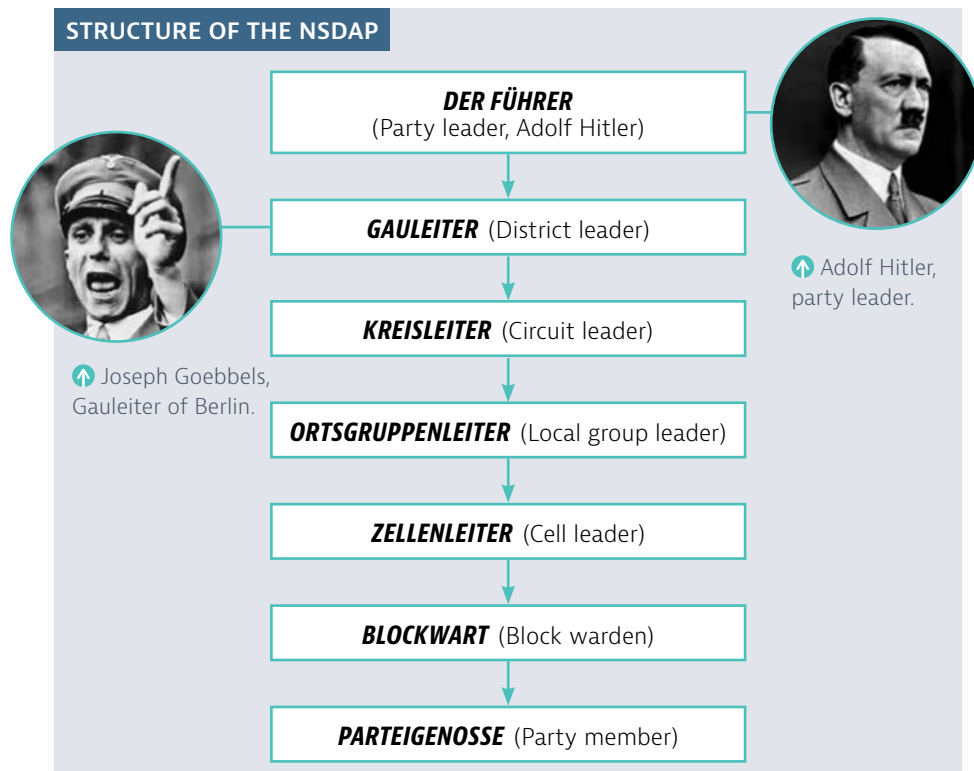 STRUCTURE OF THE NSDAP
DER FÜHRER
(Party leader, Adolf Hitler)
GAULEITER (District leader)
Adolf Hitler,
party leader.
KREISLEITER (Circuit leader)
Joseph Goebbels,
Gauleiter of Berlin.
ORTSGRUPPENLEITER (Local group leader)
ZELLENLEITER (Cell leader)
BLOCKWART (Block warden)
PARTEIGENOSSE (Party member)